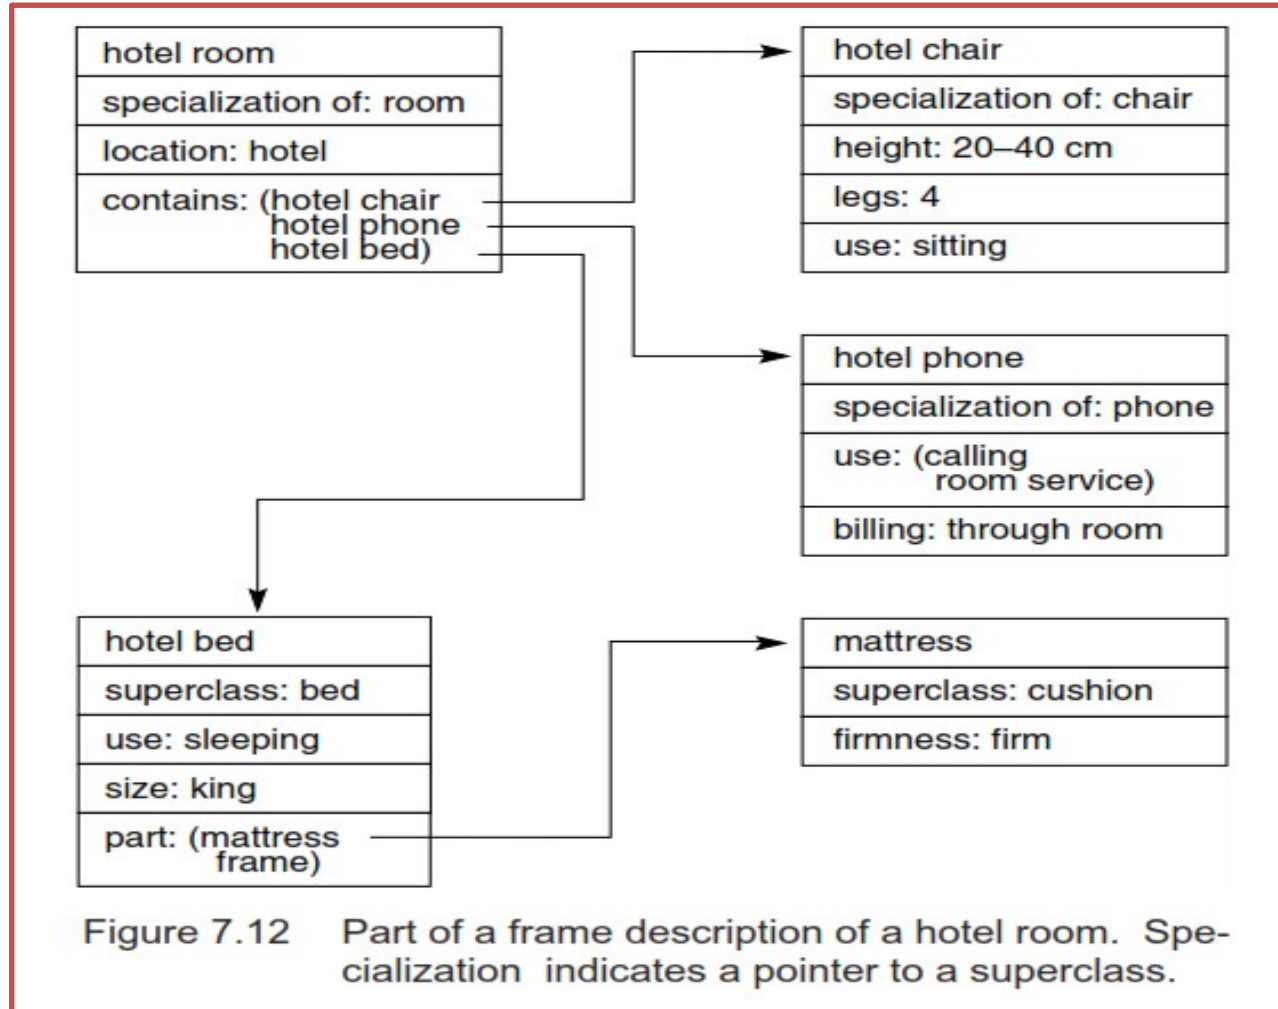 hotel room
specialization of: room
location: hotel
contains: (hotel chair
hotel phone
hotel bed)
hotel chair
specialization of: chair
height: 20–40 cm
legs: 4
use: sitting
hotel phone
specialization of: phone
use: (calling
room service)
billing: through room
hotel bed
superclass: bed
use: sleeping
size: king
part: (mattress
frame)
mattress
superclass: cushion
firmness: firm
Figure 7.12 Part of a frame description of a hotel room. Spe-
cialization indicates a pointer to a superclass.